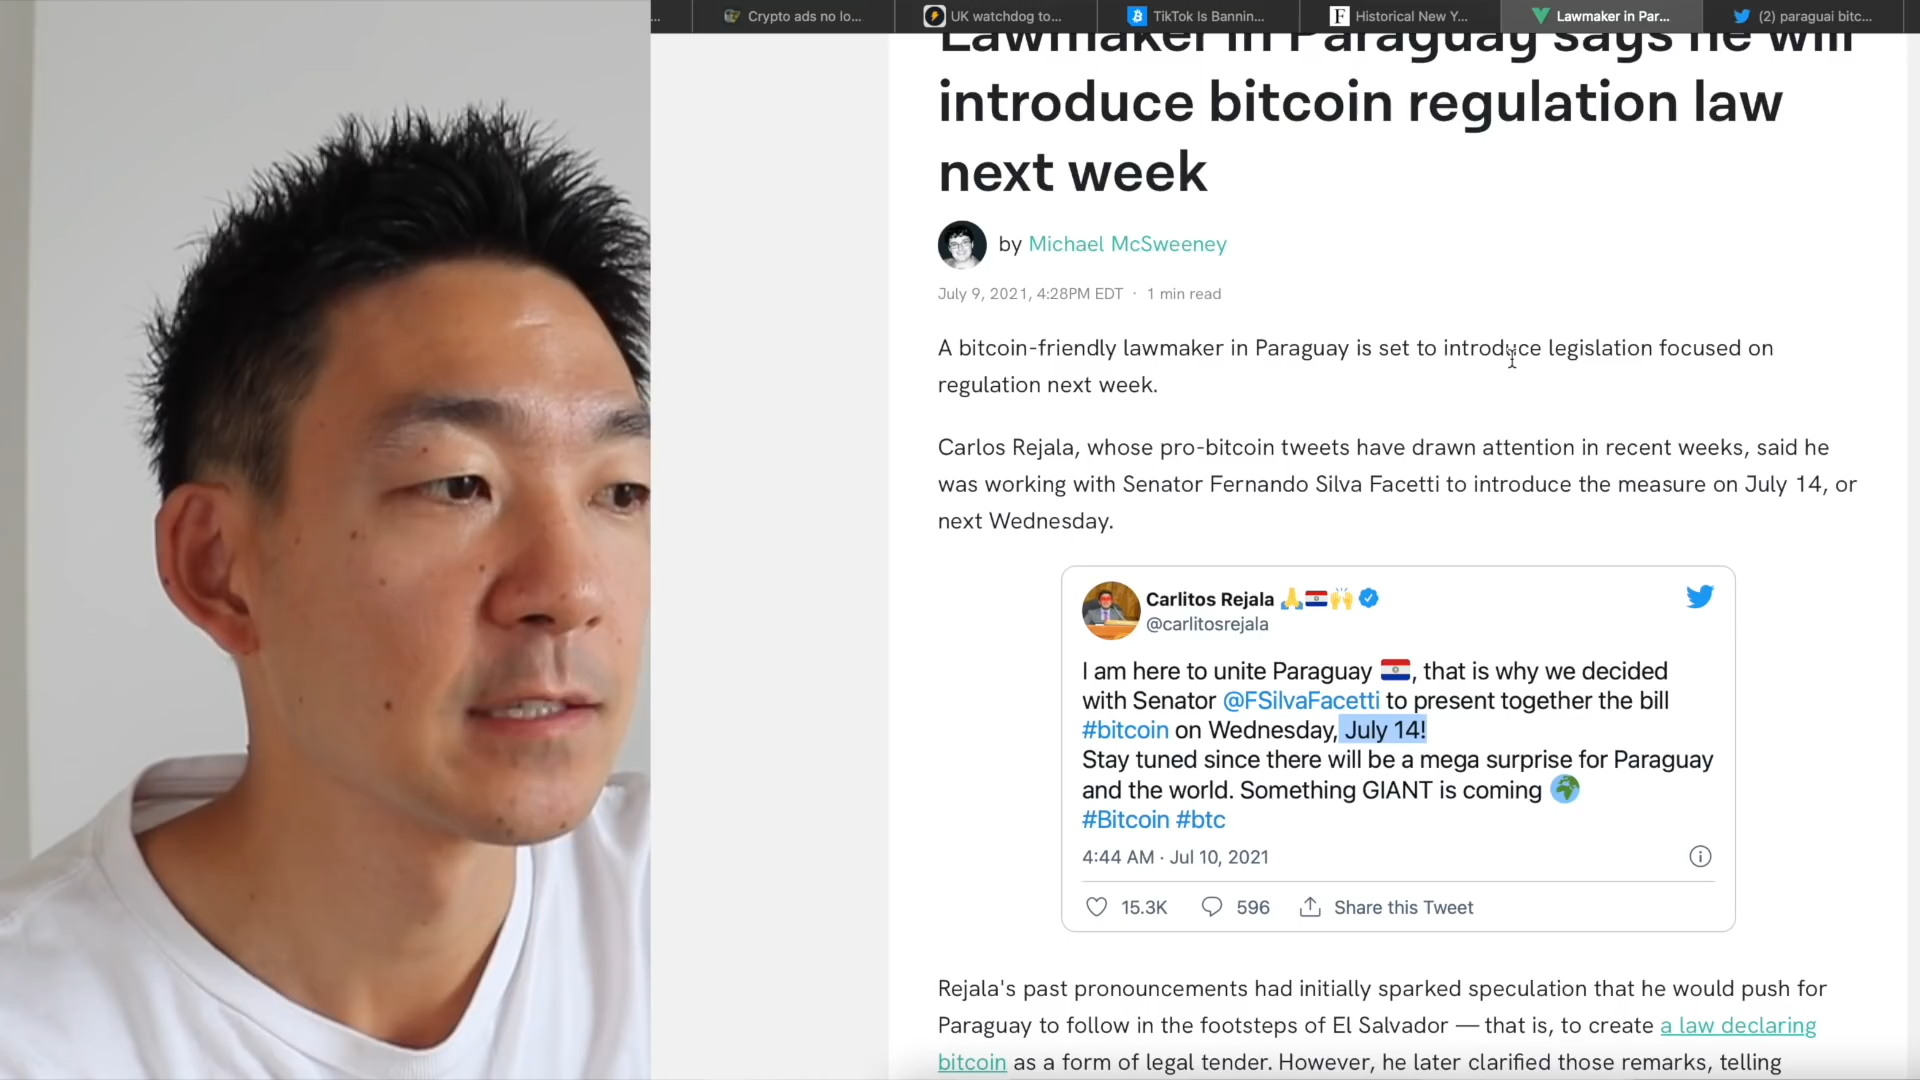 Crypto ads no lo...
UK watchdog to...
TikTok Is Bannin...
Historical New Y...
Lawmaker in Par...
(2) paraguai bitc...
Lawmaker in Paraguay says he will
introduce bitcoin regulation law
next week
by Michael McSweeney
July 9, 2021, 4:28PM EDT · 1 min read
A bitcoin-friendly lawmaker in Paraguay is set to introduce legislation focused on
regulation next week.
Carlos Rejala, whose pro-bitcoin tweets have drawn attention in recent weeks, said he
was working with Senator Fernando Silva Facetti to introduce the measure on July 14, or
next Wednesday.
Carlitos Rejala 🙏🇵🇾🙌
@carlitosrejala
I am here to unite Paraguay 🇵🇾, that is why we decided
with Senator @FSilvaFacetti to present together the bill
#bitcoin on Wednesday, July 14!
Stay tuned since there will be a mega surprise for Paraguay
and the world. Something GIANT is coming 🌍
#Bitcoin #btc
4:44 AM · Jul 10, 2021
15.3K 596 Share this Tweet
Rejala's past pronouncements had initially sparked speculation that he would push for
Paraguay to follow in the footsteps of El Salvador — that is, to create a law declaring
bitcoin as a form of legal tender. However, he later clarified those remarks, telling